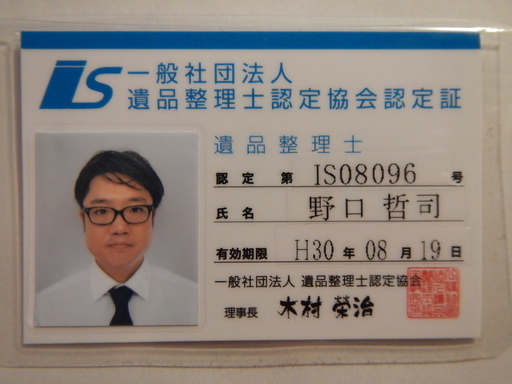 is 一般社団法人
遺品整理士認定協会認定証
遺品整理士
認定 第 IS08096 号
氏名 野口 哲司
有効期限 H30 年 08 月 19 日
一般社団法人 遺品整理士認定協会
理事長 木村 榮治